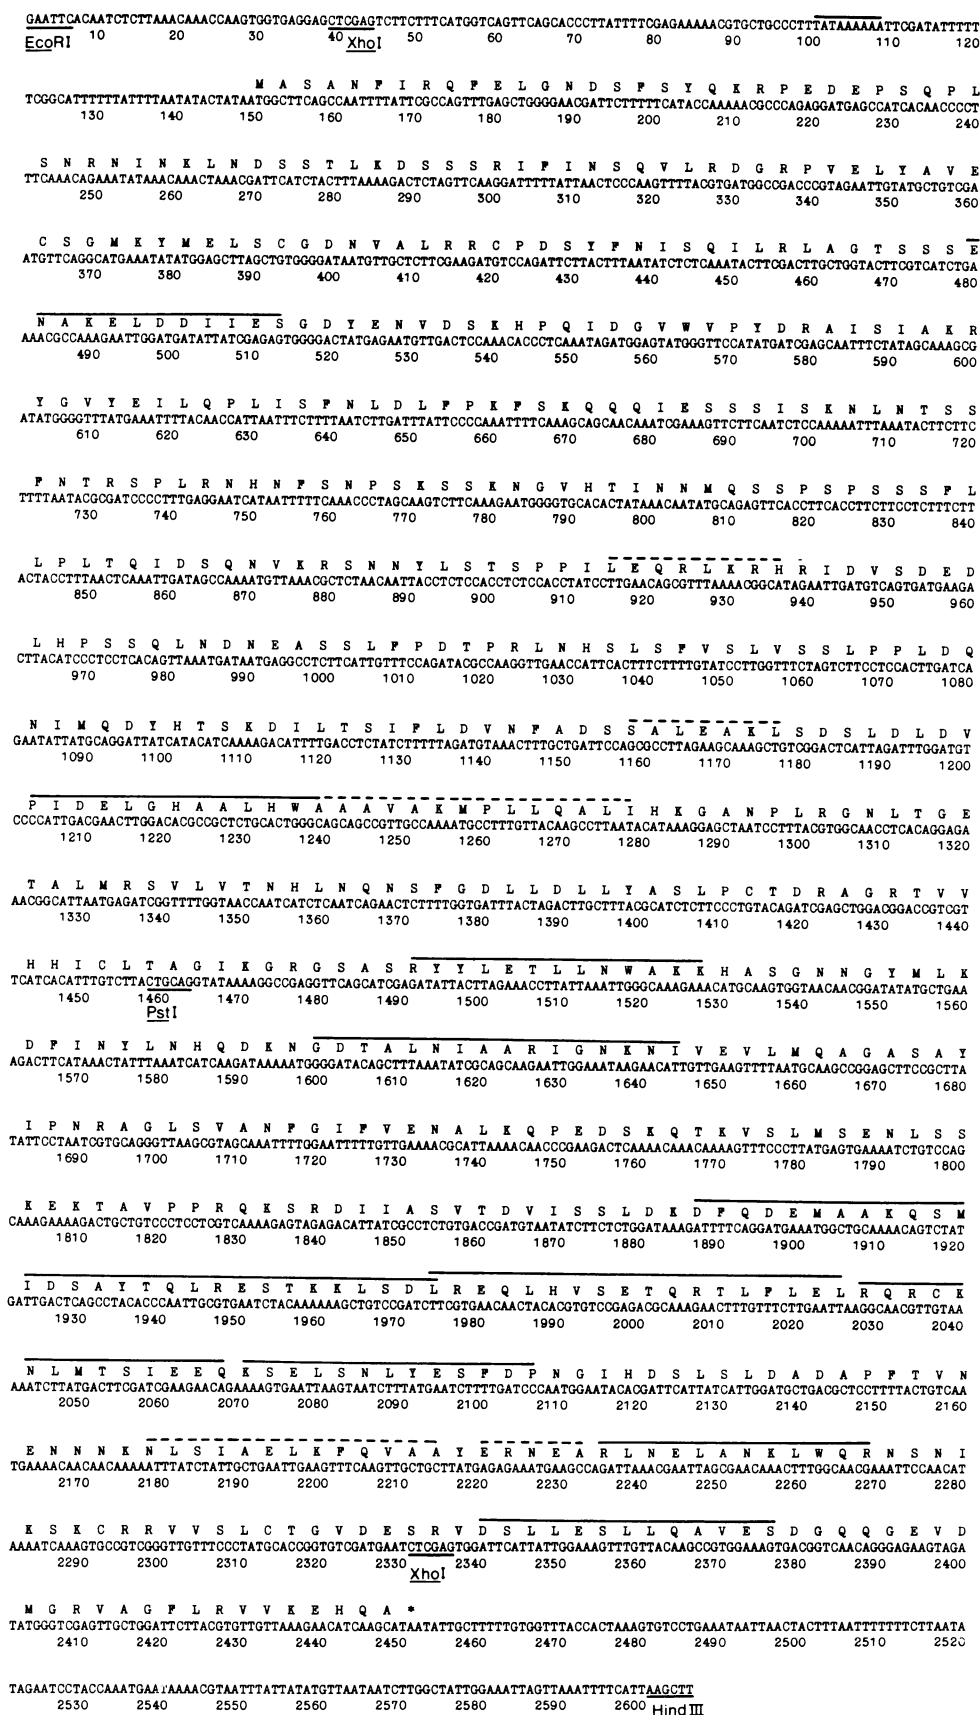 GAATTCACAATCTCTTAAACAAACCAAGTGGTGAGGAGCTCGAGTCTTCTTTCATGGTCAGTTCAGCACCCTTATTTTCGAGAAAAACGTGCTGCCCTTTATAAAAAATTCGATATTTT
EcoRI 10 20 30 40 XhoI 50 60 70 80 90 100 110 120
M A S A N F I R Q F E L G N D S F S Y Q K R P E D E P S Q P L
TCGGCATTTTTTATTTTAATATACTATAATGGCTTCAGCCAATTTTATTCGCCAGTTTGAGCTGGGGAACGATTCTTTTTCATACCAAAAACGCCCAGAGGATGAGCCATCACAACCCCT
130 140 150 160 170 180 190 200 210 220 230 240
S N R N I N K L N D S S T L K D S S S R I F I N S Q V L R D G R P V E L Y A V E
TTCAAACAGAAATATAAACAAACTAAACGATTCATCTACTTTAAAAGACTCTAGTTCAAGGATTTTTATTAACTCCCAAGTTTTACGTGATGGCCGACCCGTAGAATTGTATGCTGTCGA
250 260 270 280 290 300 310 320 330 340 350 360
C S G M K Y M E L S C G D N V A L R R C P D S Y F N I S Q I L R L A G T S S S E
ATGTTCAGGCATGAAATATATGGAGCTTAGCTGTGGGGATAATGTTGCTCTTCGAAGATGTCCAGATTCTTACTTTAATATCTCTCAAATACTTCGACTTGCTGGTACTTCGTCATCTGA
370 380 390 400 410 420 430 440 450 460 470 480
N A K E L D D I I E S G D Y E N V D S K H P Q I D G V W V P Y D R A I S I A K R
AAACGCCAAAGAATTGGATGATATTATCGAGAGTGGGGACTATGAGAATGTTGACTCCAAACACCCTCAAATAGATGGAGTATGGGTTCCATATGATCGAGCAATTTCTATAGCAAAGCG
490 500 510 520 530 540 550 560 570 580 590 600
Y G V Y E I L Q P L I S F N L D L F P K F S K Q Q Q I E S S S I S K N L N T S S
ATATGGGGTTTATGAAATTTTACAACCATTAATTTCTTTTAATCTTGATTTATTCCCCAAATTTTCAAAGCAGCAACAAATCGAAAGTTCTTCAATCTCCAAAAATTTAAATACTTCTTC
610 620 630 640 650 660 670 680 690 700 710 720
F N T R S P L R N H N F S N P S K S S K N G V H T I N N M Q S S P S P S S S F L
TTTTAATACGCGATCCCCTTTGAGGAATCATAATTTTTCAAACCCTAGCAAGTCTTCAAAGAATGGGGTGCACACTATAAACAATATGCAGAGTTCACCTTCACCTTCTTCCTCTTTCTT
730 740 750 760 770 780 790 800 810 820 830 840
L P L T Q I D S Q N V K R S N N Y L S T S P P I L E Q R L K R H R I D V S D E D
ACTACCTTTAACTCAAATTGATAGCCAAAATGTTAAACGCTCTAACAATTACCTCTCCACCTCTCCACCTATCCTTGAACAGCGTTTAAAACGGCATAGAATTGATGTCAGTGATGAAGA
850 860 870 880 890 900 910 920 930 940 950 960
L H P S S Q L N D N E A S S L F P D T P R L N H S L S F V S L V S S L P P L D Q
CTTACATCCCTCCTCACAGTTAAATGATAATGAGGCCTCTTCATTGTTTCCAGATACGCCAAGGTTGAACCATTCACTTTCTTTTGTATCCTTGGTTTCTAGTCTTCCTCCACTTGATCA
970 980 990 1000 1010 1020 1030 1040 1050 1060 1070 1080
N I M Q D Y H T S K D I L T S I F L D V N F A D S S A L E A K L S D S L D L D V
GAATATTATGCAGGATTATCATACATCAAAAGACATTTTGACCTCTATCTTTTTAGATGTAAACTTTGCTGATTCCAGCGCCTTAGAAGCAAAGCTGTCGGACTCATTAGATTTGGATGT
1090 1100 1110 1120 1130 1140 1150 1160 1170 1180 1190 1200
P I D E L G H A A L H W A A A V A K M P L L Q A L I H K G A N P L R G N L T G E
CCCCATTGACGAACTTGGACACGCCGCTCTGCACTGGGCAGCAGCCGTTGCCAAAATGCCTTTGTTACAAGCCTTAATACATAAAGGAGCTAATCCTTTACGTGGCAACCTCACAGGAGA
1210 1220 1230 1240 1250 1260 1270 1280 1290 1300 1310 1320
T A L M R S V L V T N H L N Q N S F G D L L D L L Y A S L P C T D R A G R T V V
AACGGCATTAATGAGATCGGTTTTGGTAACCAATCATCTCAATCAGAACTCTTTTGGTGATTTACTAGACTTGCTTTACGCATCTCTTCCCTGTACAGATCGAGCTGGACGGACCGTCGT
1330 1340 1350 1360 1370 1380 1390 1400 1410 1420 1430 1440
H H I C L T A G I K G R G S A S R Y Y L E T L L N W A K K H A S G N N G Y M L K
TCATCACATTTGTCTTACTGCAGGTATAAAAGGCCGAGGTTCAGCATCGAGATATTACTTAGAAACCTTATTAAATTGGGCAAAGAAACATGCAAGTGGTAACAACGGATATATGCTGAA
1450 1460 1470 1480 1490 1500 1510 1520 1530 1540 1550 1560
PstI
D F I N Y L N H Q D K N G D T A L N I A A R I G N K N I V E V L M Q A G A S A Y
AGACTTCATAAACTATTTAAATCATCAAGATAAAAATGGGGATACAGCTTTAAATATCGCAGCAAGAATTGGAAATAAGAACATTGTTGAAGTTTTAATGCAAGCCGGAGCTTCCGCTTA
1570 1580 1590 1600 1610 1620 1630 1640 1650 1660 1670 1680
I P N R A G L S V A N F G I F V E N A L K Q P E D S K Q T K V S L M S E N L S S
TATTCCTAATCGTGCAGGGTTAAGCGTAGCAAATTTTGGAATTTTTGTTGAAAACGCATTAAAACAACCCGAAGACTCAAAACAAACAAAAGTTTCCCTTATGAGTGAAAATCTGTCCAG
1690 1700 1710 1720 1730 1740 1750 1760 1770 1780 1790 1800
K E K T A V P P R Q K S R D I I A S V T D V I S S L D K D F Q D E M A A K Q S M
CAAAGAAAAGACTGCTGTCCCTCCTCGTCAAAAGAGTAGAGACATTATCGCCTCTGTGACCGATGTAATATCTTCTCTGGATAAAGATTTTCAGGATGAAATGGCTGCAAAACAGTCTAT
1810 1820 1830 1840 1850 1860 1870 1880 1890 1900 1910 1920
I D S A Y T Q L R E S T K K L S D L R E Q L H V S E T Q R T L F L E L R Q R C K
GATTGACTCAGCCTACACCCAATTGCGTGAATCTACAAAAAAGCTGTCCGATCTTCGTGAACAACTACACGTGTCCGAGACGCAAAGAACTTTGTTTCTTGAATTAAGGCAACGTTGTAA
1930 1940 1950 1960 1970 1980 1990 2000 2010 2020 2030 2040
N L M T S I E E Q K S E L S N L Y E S F D P N G I H D S L S L D A D A P F T V N
AAATCTTATGACTTCGATCGAAGAACAGAAAAGTGAATTAAGTAATCTTTATGAATCTTTTGATCCCAATGGAATACACGATTCATTATCATTGGATGCTGACGCTCCTTTTACTGTCAA
2050 2060 2070 2080 2090 2100 2110 2120 2130 2140 2150 2160
E N N N K N L S I A E L K F Q V A A Y E R N E A R L N E L A N K L W Q R N S N I
TGAAAACAACAACAAAAATTTATCTATTGCTGAATTGAAGTTTCAAGTTGCTGCTTATGAGAGAAATGAAGCCAGATTAAACGAATTAGCGAACAAACTTTGGCAACGAAATTCCAACAT
2170 2180 2190 2200 2210 2220 2230 2240 2250 2260 2270 2280
K S K C R R V V S L C T G V D E S R V D S L L E S L L Q A V E S D G Q Q G E V D
AAAATCAAAGTGCCGTCGGGTTGTTTCCCTATGCACCGGTGTCGATGAATCTCGAGTGGATTCATTATTGGAAAGTTTGTTACAAGCCGTGGAAAGTGACGGTCAACAGGGAGAAGTAGA
2290 2300 2310 2320 2330 2340 2350 2360 2370 2380 2390 2400
XhoI
M G R V A G F L R V V K E H Q A *
TATGGGTCGAGTTGCTGGATTCTTACGTGTTGTTAAAGAACATCAAGCATAATATTGCTTTTTGTGGTTTACCACTAAAGTGTCCTGAAATAATTAACTACTTTAATTTTTTTCTTAATA
2410 2420 2430 2440 2450 2460 2470 2480 2490 2500 2510 2520
TAGAATCCTACCAAATGAATAAAACGTAATTTATTATATGTTAATAATCTTGGCTATTGGAAATTAGTTAAATTTTCATTAAGCTT
2530 2540 2550 2560 2570 2580 2590 2600 HindIII